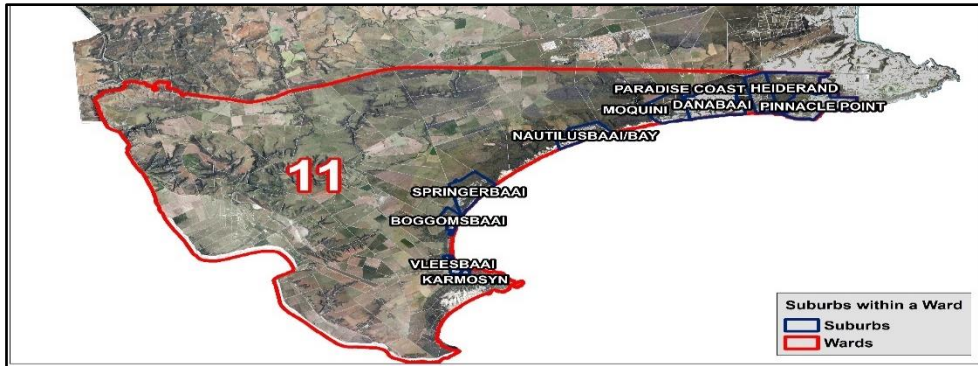 PARADISE COAST HEIDERAND
MOQUINI DANABAAI PINNACLE POINT
NAUTILUSBAAI/BAY
11
SPRINGERBAAI
BOGGOMSBAAI
VLEESBAAI
KARMOSYN
Suburbs within a Ward
Suburbs
Wards